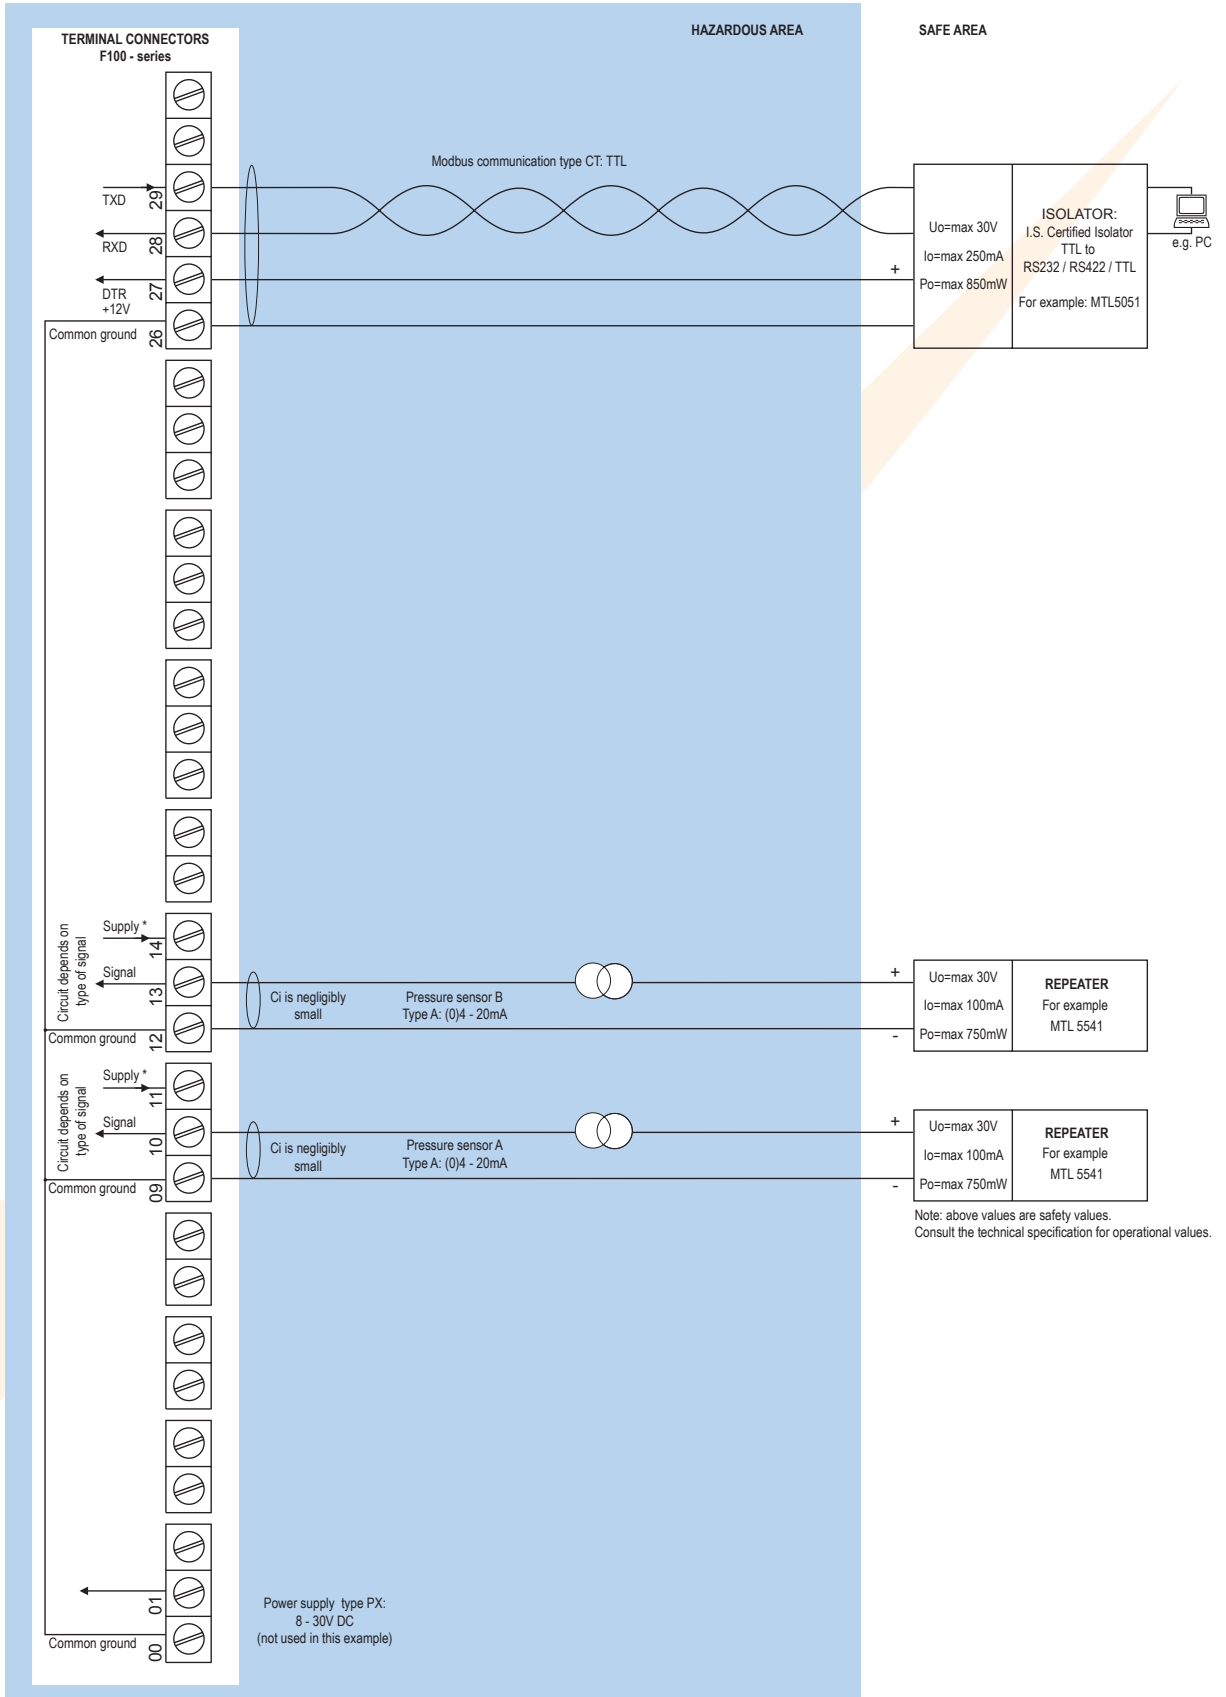 TERMINAL CONNECTORS
F100 - series
HAZARDOUS AREA
SAFE AREA
Modbus communication type CT: TTL
TXD
29
RXD
28
DTR
+12V
27
Common ground
26
+
Uo=max 30V
Io=max 250mA
Po=max 850mW
ISOLATOR:
I.S. Certified Isolator
TTL to
RS232 / RS422 / TTL
For example: MTL5051
e.g. PC
Circuit depends on
type of signal
Supply *
14
Signal
13
Common ground
12
Ci is negligibly
small
Pressure sensor B
Type A: (0)4 - 20mA
+
-
Uo=max 30V
Io=max 100mA
Po=max 750mW
REPEATER
For example
MTL 5541
Circuit depends on
type of signal
Supply *
11
Signal
10
Common ground
09
Ci is negligibly
small
Pressure sensor A
Type A: (0)4 - 20mA
+
-
Uo=max 30V
Io=max 100mA
Po=max 750mW
REPEATER
For example
MTL 5541
Note: above values are safety values.
Consult the technical specification for operational values.
01
Common ground
00
Power supply type PX:
8 - 30V DC
(not used in this example)